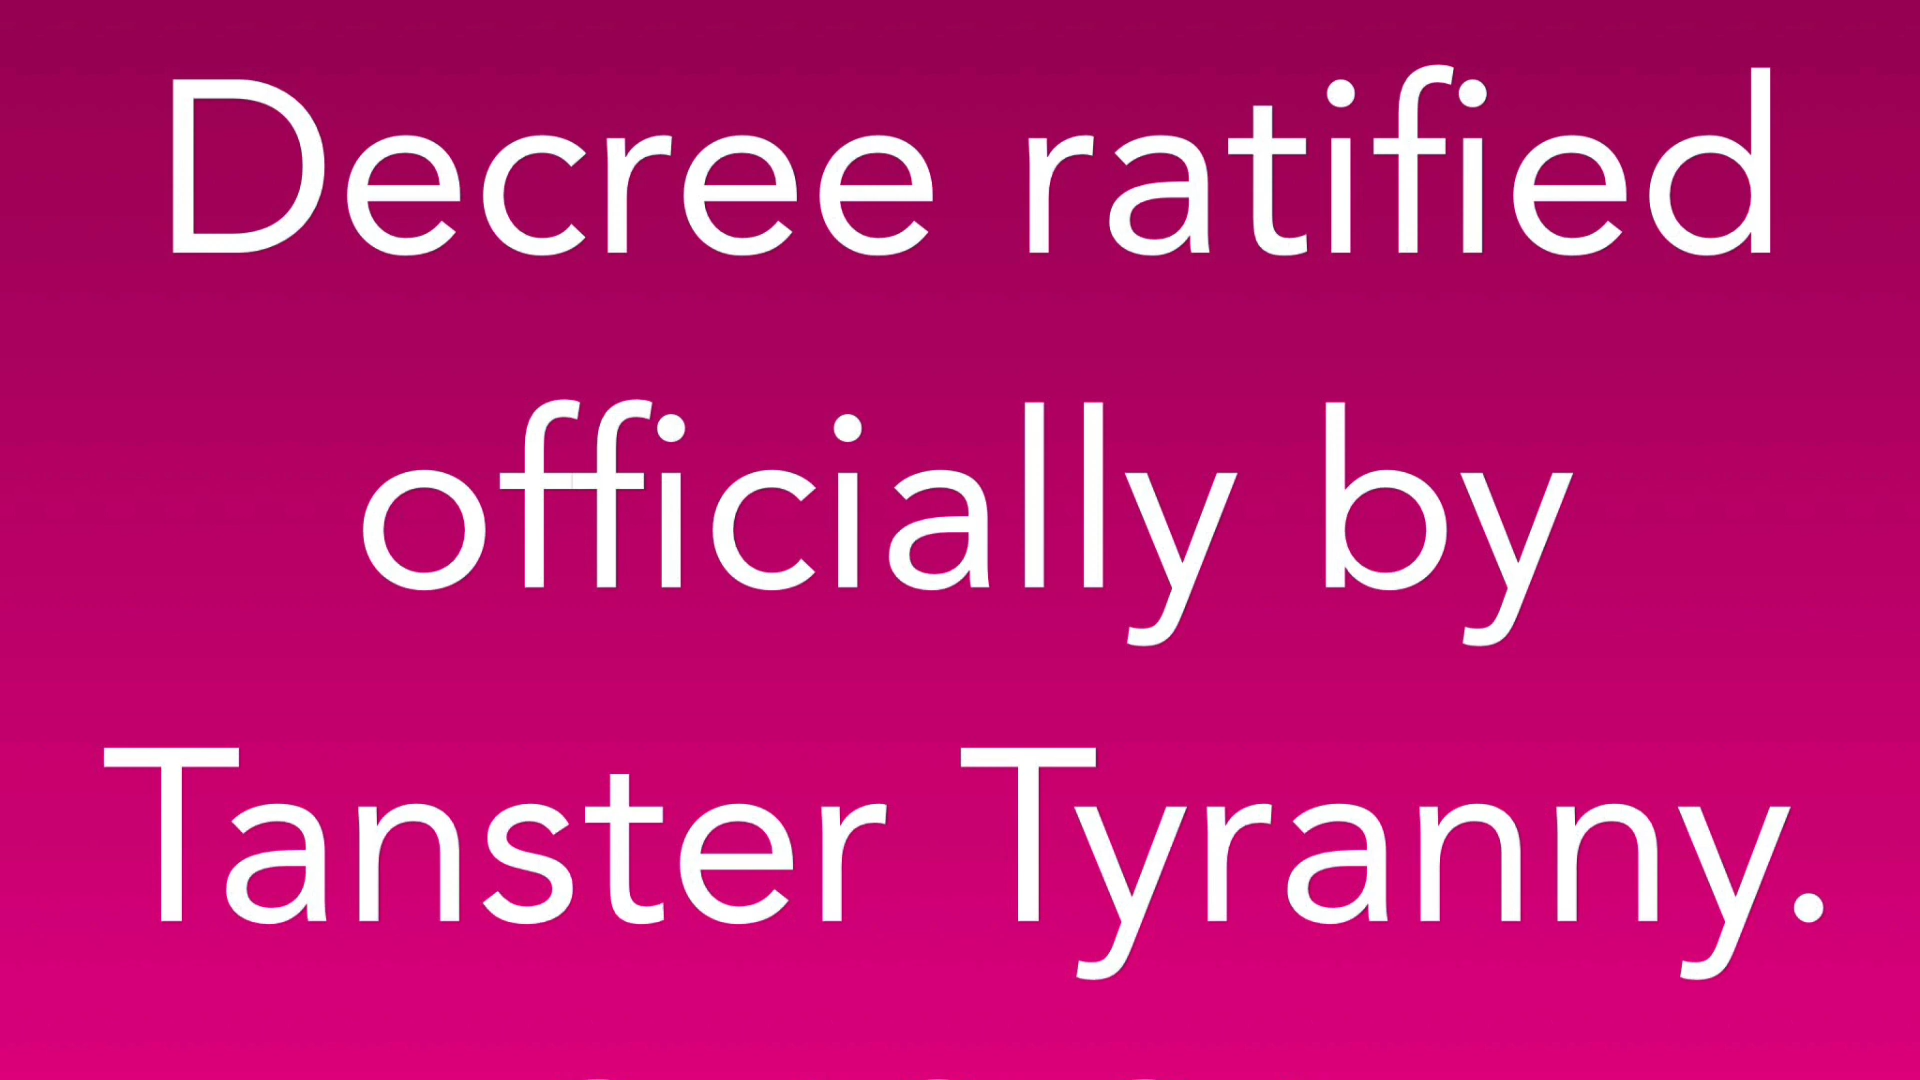 Decree ratified
officially by
Tanster Tyranny.